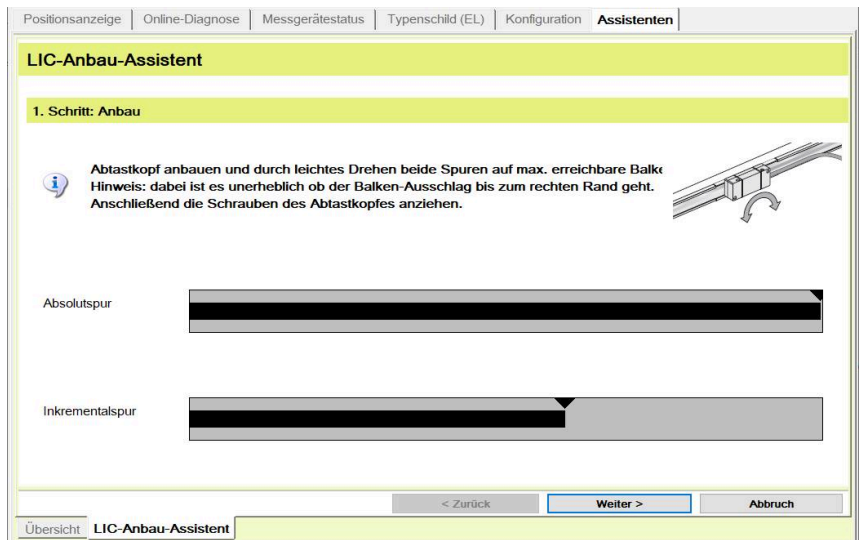 Positionsanzeige Online-Diagnose Messgerätestatus Typenschild (EL) Konfiguration Assistenten
LIC-Anbau-Assistent
1. Schritt: Anbau
Abtastkopf anbauen und durch leichtes Drehen beide Spuren auf max. erreichbare Balke
Hinweis: dabei ist es unerheblich ob der Balken-Ausschlag bis zum rechten Rand geht.
Anschließend die Schrauben des Abtastkopfes anziehen.
Absolutspur
Inkrementalspur
< Zurück Weiter > Abbruch
Übersicht LIC-Anbau-Assistent